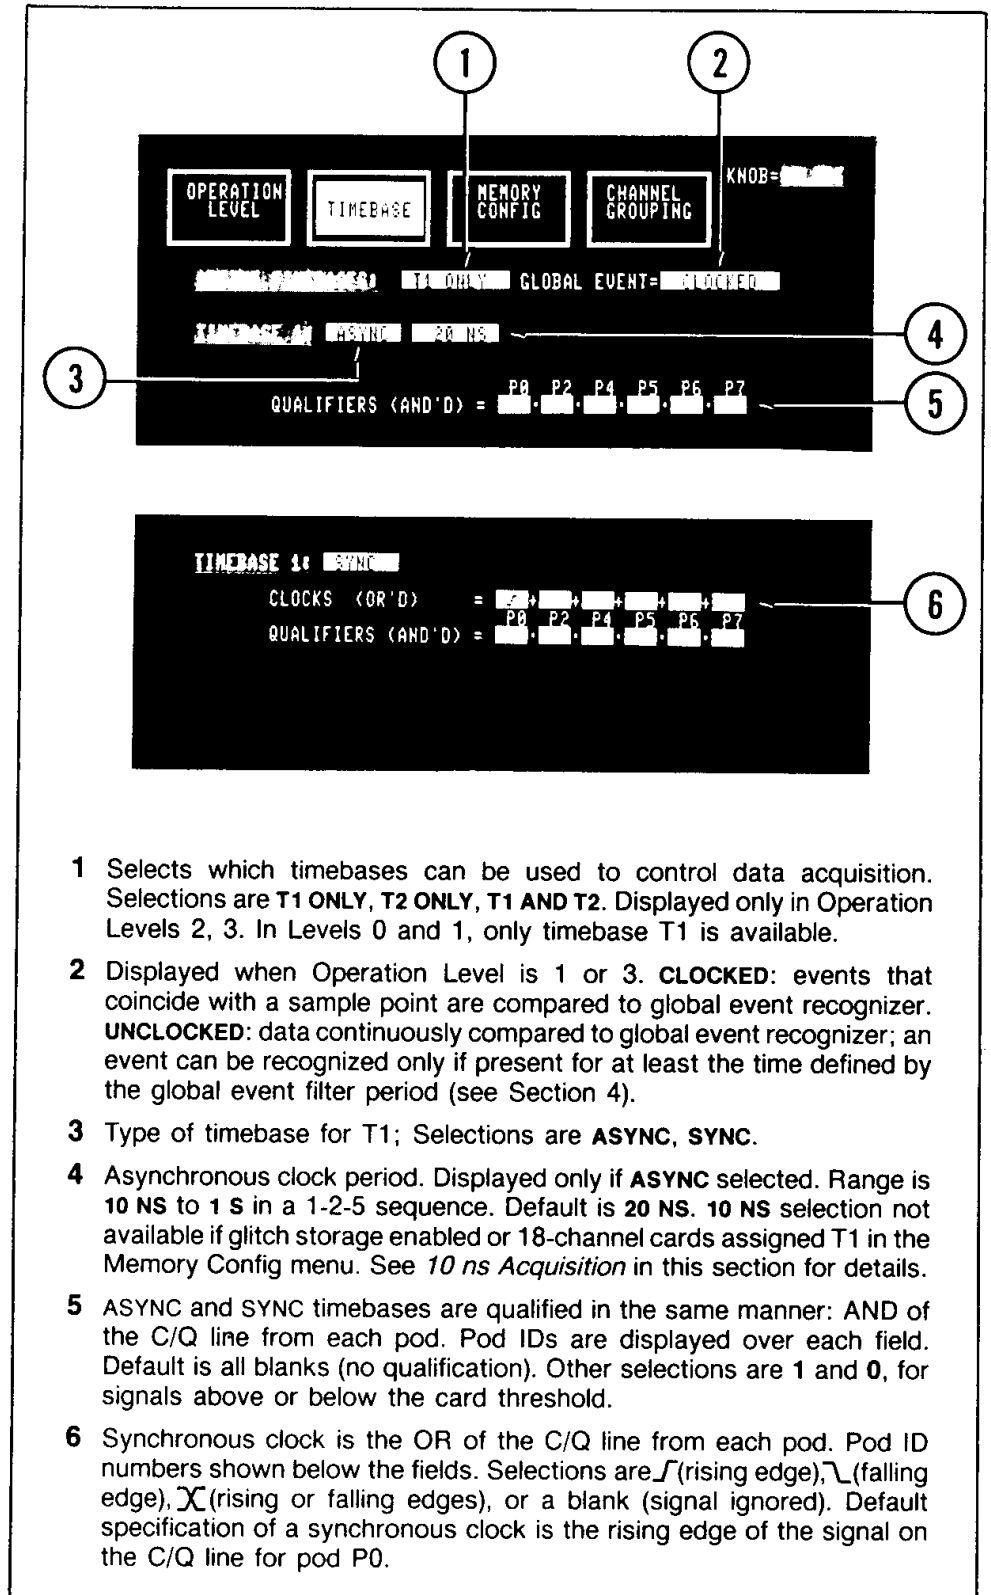 1
2
OPERATION LEVEL
TIMEBASE
MEMORY CONFIG
CHANNEL GROUPING
KNOB=
T1 ONLY GLOBAL EVENT= CLOCKED
ASYNC 20 NS
4
3
P0 P2 P4 P5 P6 P7
QUALIFIERS (AND'D) =
5
TIMEBASE 1: SYNC
CLOCKS (OR'D) =
6
P0 P2 P4 P5 P6 P7
QUALIFIERS (AND'D) =
1 Selects which timebases can be used to control data acquisition.
Selections are T1 ONLY, T2 ONLY, T1 AND T2. Displayed only in Operation
Levels 2, 3. In Levels 0 and 1, only timebase T1 is available.
2 Displayed when Operation Level is 1 or 3. CLOCKED: events that
coincide with a sample point are compared to global event recognizer.
UNCLOCKED: data continuously compared to global event recognizer; an
event can be recognized only if present for at least the time defined by
the global event filter period (see Section 4).
3 Type of timebase for T1; Selections are ASYNC, SYNC.
4 Asynchronous clock period. Displayed only if ASYNC selected. Range is
10 NS to 1 S in a 1-2-5 sequence. Default is 20 NS. 10 NS selection not
available if glitch storage enabled or 18-channel cards assigned T1 in the
Memory Config menu. See 10 ns Acquisition in this section for details.
5 ASYNC and SYNC timebases are qualified in the same manner: AND of
the C/Q line from each pod. Pod IDs are displayed over each field.
Default is all blanks (no qualification). Other selections are 1 and 0, for
signals above or below the card threshold.
6 Synchronous clock is the OR of the C/Q line from each pod. Pod ID
numbers shown below the fields. Selections are (rising edge), (falling
edge), (rising or falling edges), or a blank (signal ignored). Default
specification of a synchronous clock is the rising edge of the signal on
the C/Q line for pod P0.